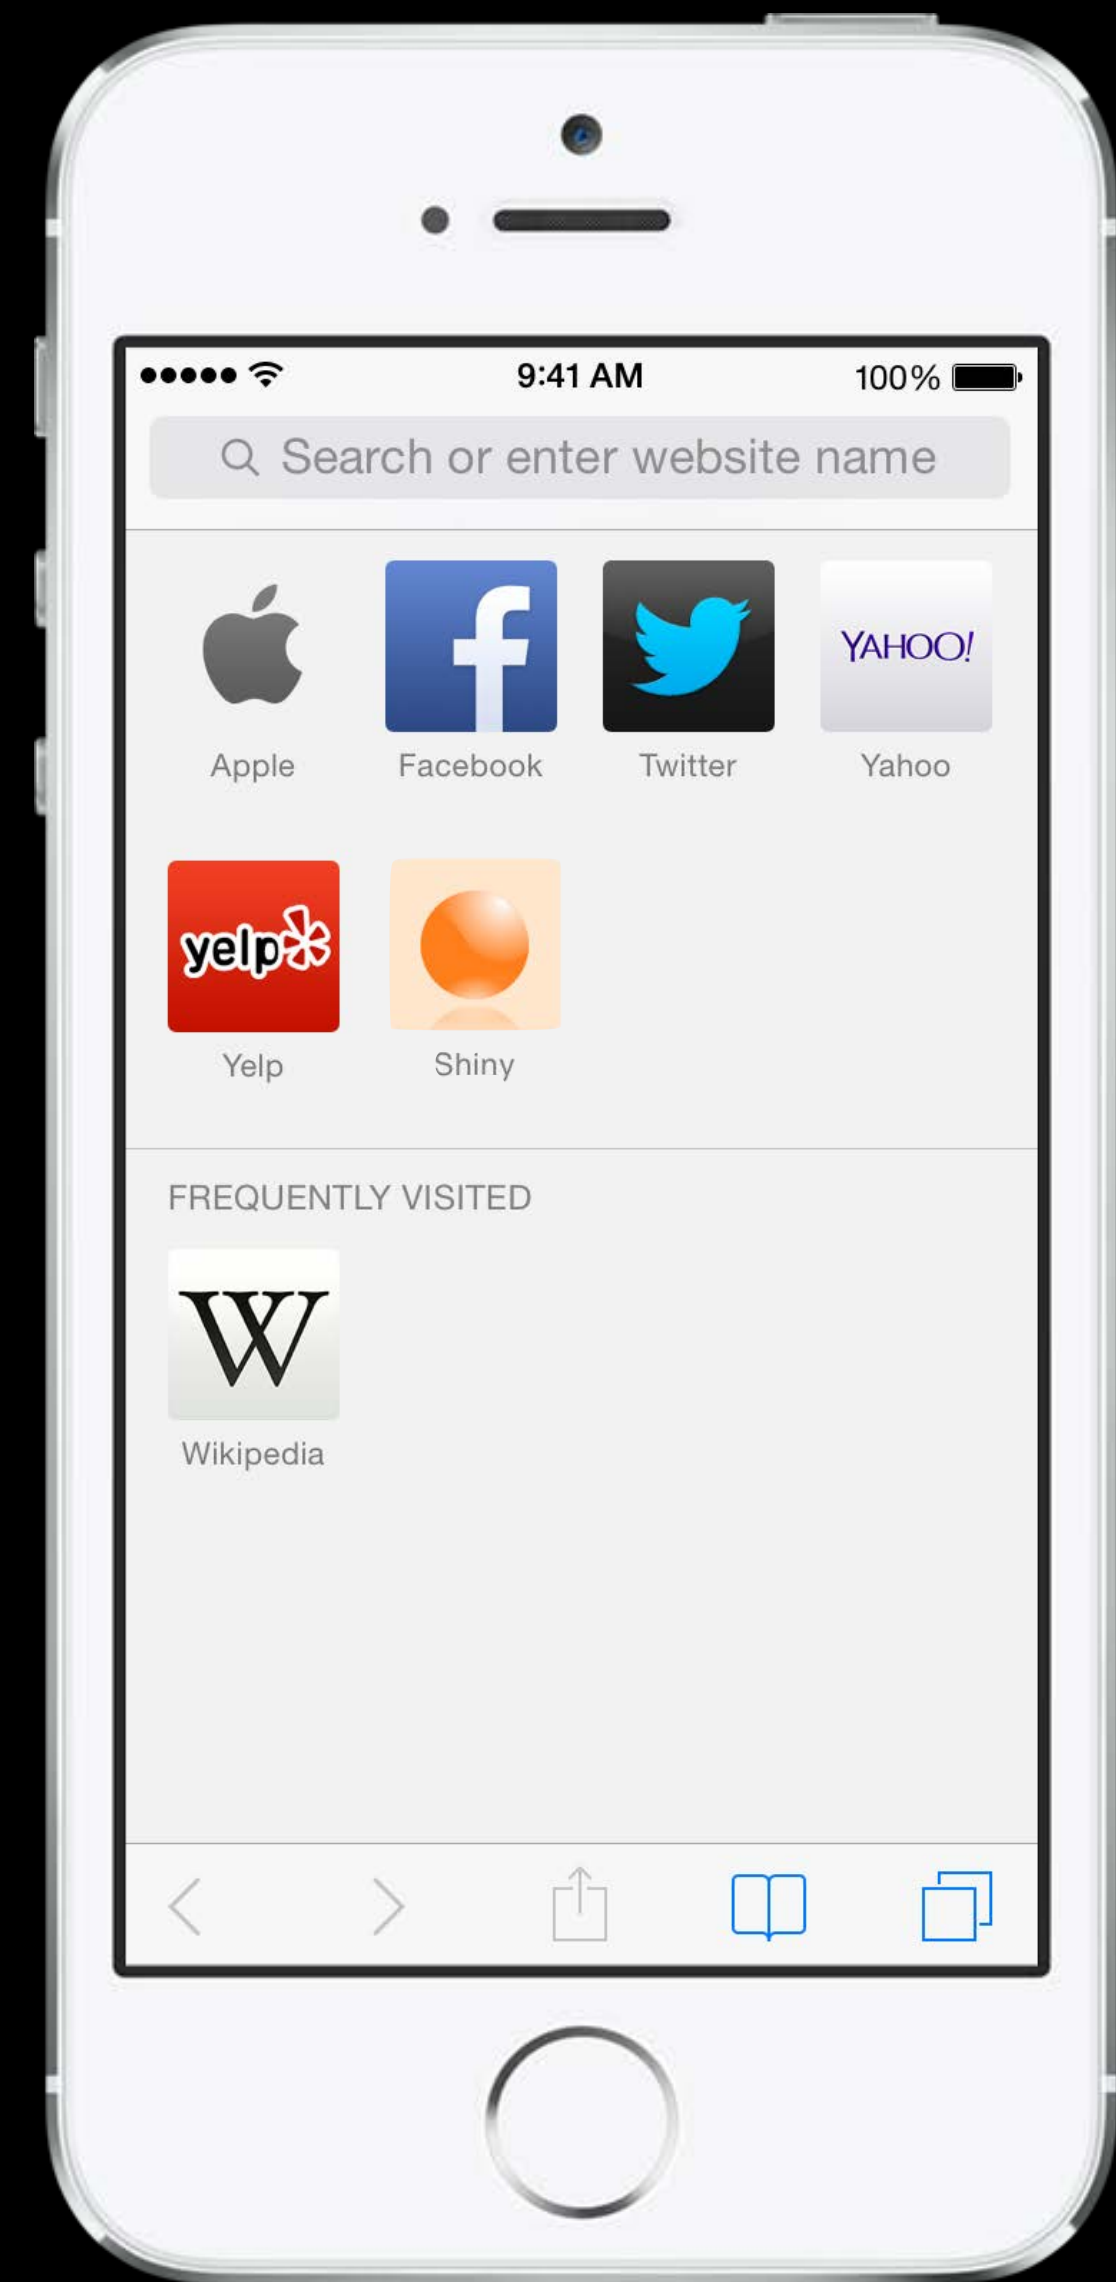 9:41 AM 100%
Search or enter website name
YAHOO!
Apple Facebook Twitter Yahoo
yelp
Yelp Shiny
FREQUENTLY VISITED
W
Wikipedia